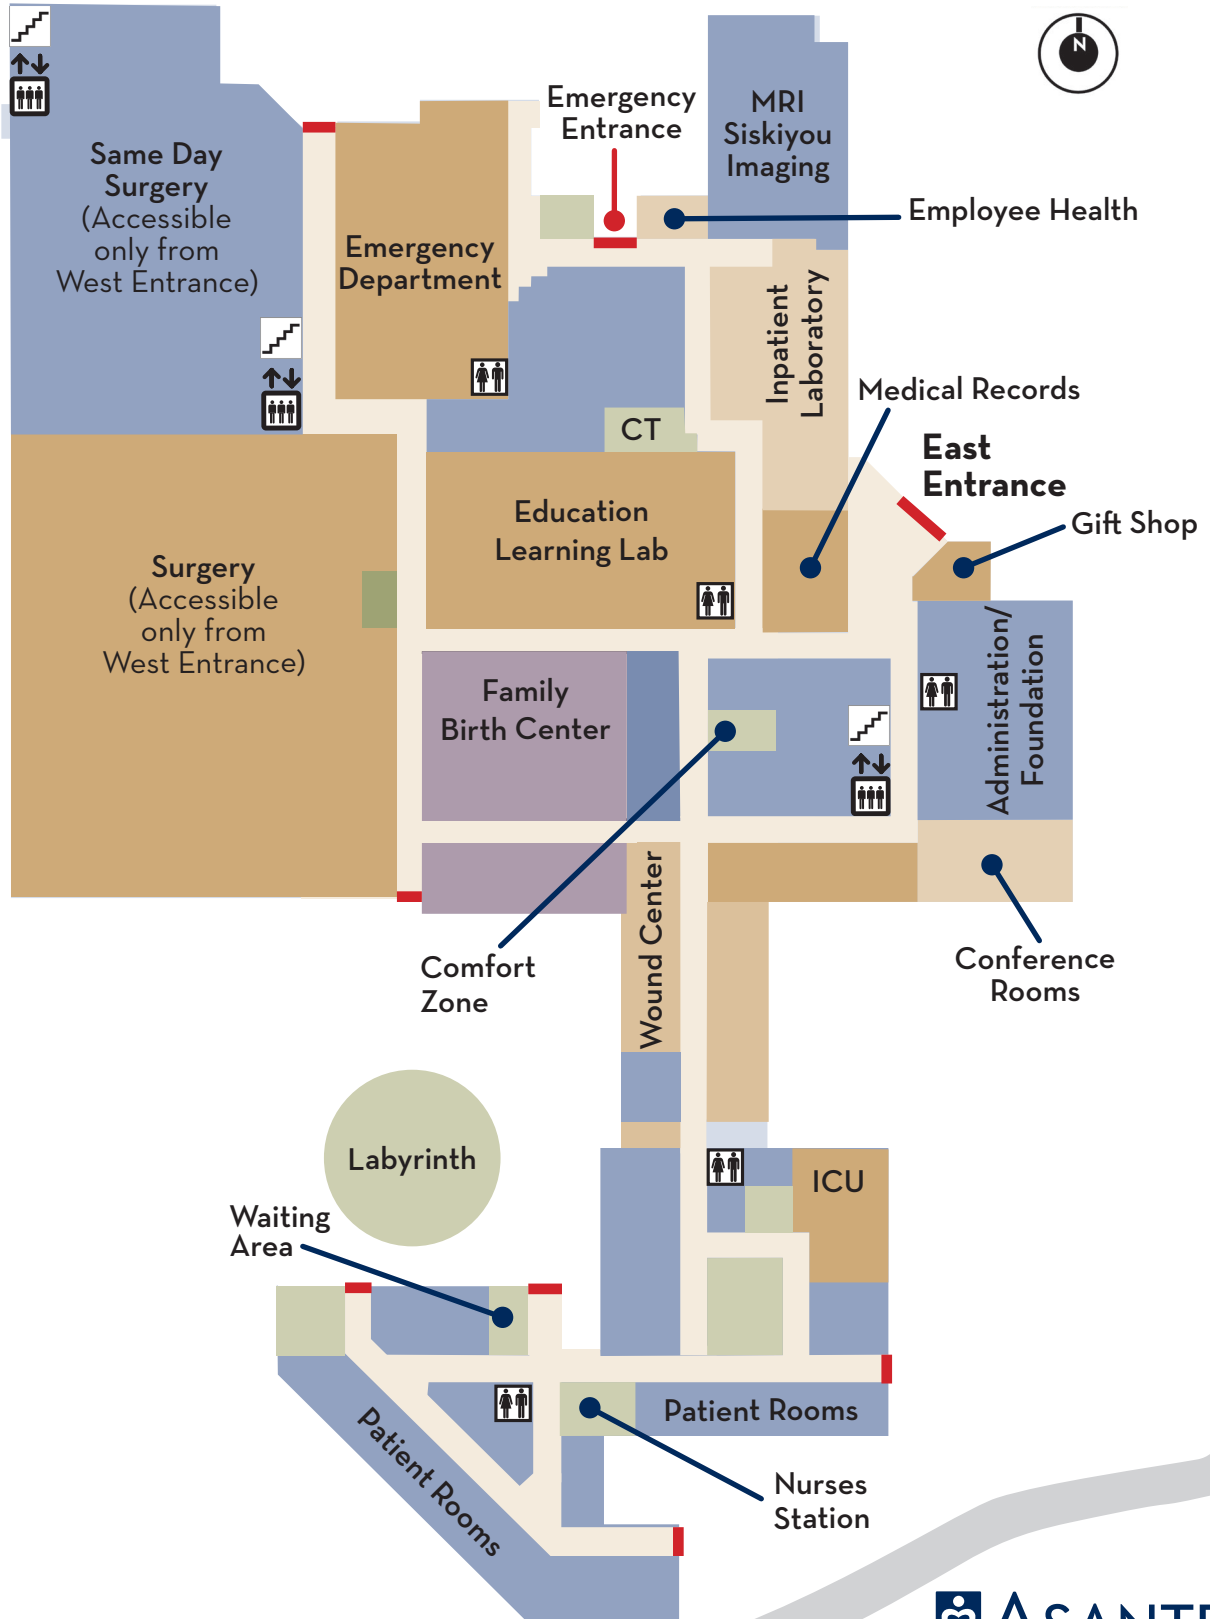 N
Emergency
Entrance
MRI
Siskiyou
Imaging
Same Day
Surgery
(Accessible
only from
West Entrance)
Employee Health
Emergency
Department
Inpatient
Laboratory
Medical Records
CT
East
Entrance
Gift Shop
Education
Learning Lab
Surgery
(Accessible
only from
West Entrance)
Administration/
Foundation
Family
Birth Center
Wound Center
Comfort
Zone
Conference
Rooms
Labyrinth
ICU
Waiting
Area
Patient Rooms
Patient Rooms
Nurses
Station
ASANTE